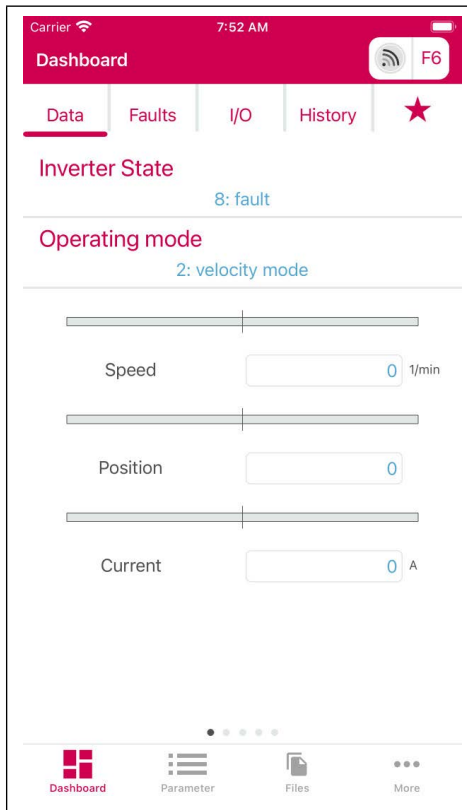 Carrier 7:52 AM
Dashboard F6
Data Faults I/O History
Inverter State
8: fault
Operating mode
2: velocity mode
Speed 0 1/min
Position 0
Current 0 A
Dashboard Parameter Files More